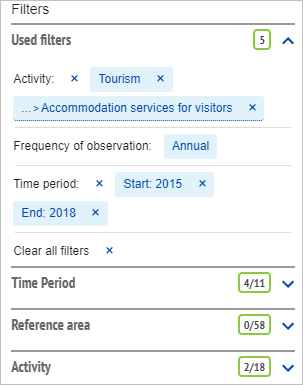 Filters
Used filters 5
Activity: × Tourism ×
... > Accommodation services for visitors ×
Frequency of observation: Annual
Time period: × Start: 2015 ×
End: 2018 ×
Clear all filters ×
Time Period 4/11
Reference area 0/58
Activity 2/18